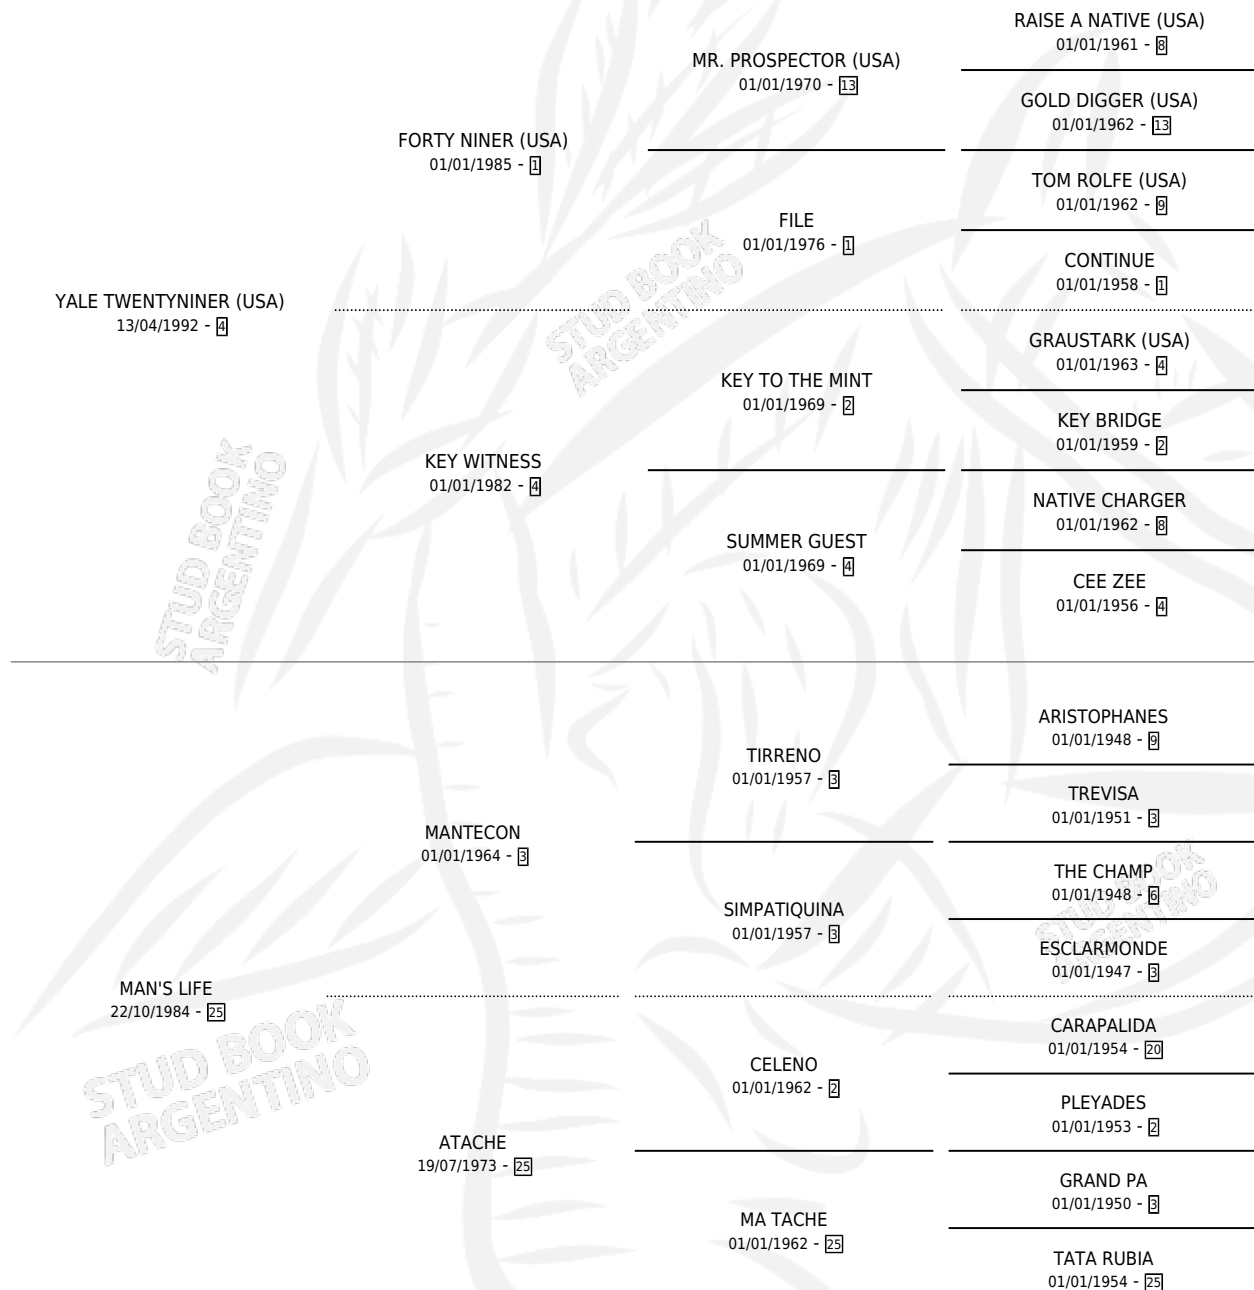 RAISE A NATIVE (USA)
01/01/1961 - 8
MR. PROSPECTOR (USA)
01/01/1970 - 13
GOLD DIGGER (USA)
01/01/1962 - 13
FORTY NINER (USA)
01/01/1985 - 1
TOM ROLFE (USA)
01/01/1962 - 9
FILE
01/01/1976 - 1
CONTINUE
01/01/1958 - 1
YALE TWENTYNINER (USA)
13/04/1992 - 4
STUD BOOK
ARGENTINO
GRAUSTARK (USA)
01/01/1963 - 4
KEY TO THE MINT
01/01/1969 - 2
KEY BRIDGE
01/01/1959 - 2
KEY WITNESS
01/01/1982 - 4
NATIVE CHARGER
01/01/1962 - 8
SUMMER GUEST
01/01/1969 - 4
CEE ZEE
01/01/1956 - 4
STUD BOOK
ARGENTINO
ARISTOPHANES
01/01/1948 - 9
TIRRENO
01/01/1957 - 3
TREVISA
01/01/1951 - 3
MANTECON
01/01/1964 - 3
THE CHAMP
01/01/1948 - 6
SIMPATIQUINA
01/01/1957 - 3
ESCLARMONDE
01/01/1947 - 3
STUD BOOK
ARGENTINO
MAN'S LIFE
22/10/1984 - 25
CARAPALIDA
01/01/1954 - 20
CELENO
01/01/1962 - 2
PLEYADES
01/01/1953 - 2
STUD BOOK
ARGENTINO
ATACHE
19/07/1973 - 25
GRAND PA
01/01/1950 - 3
MA TACHE
01/01/1962 - 25
TATA RUBIA
01/01/1954 - 25